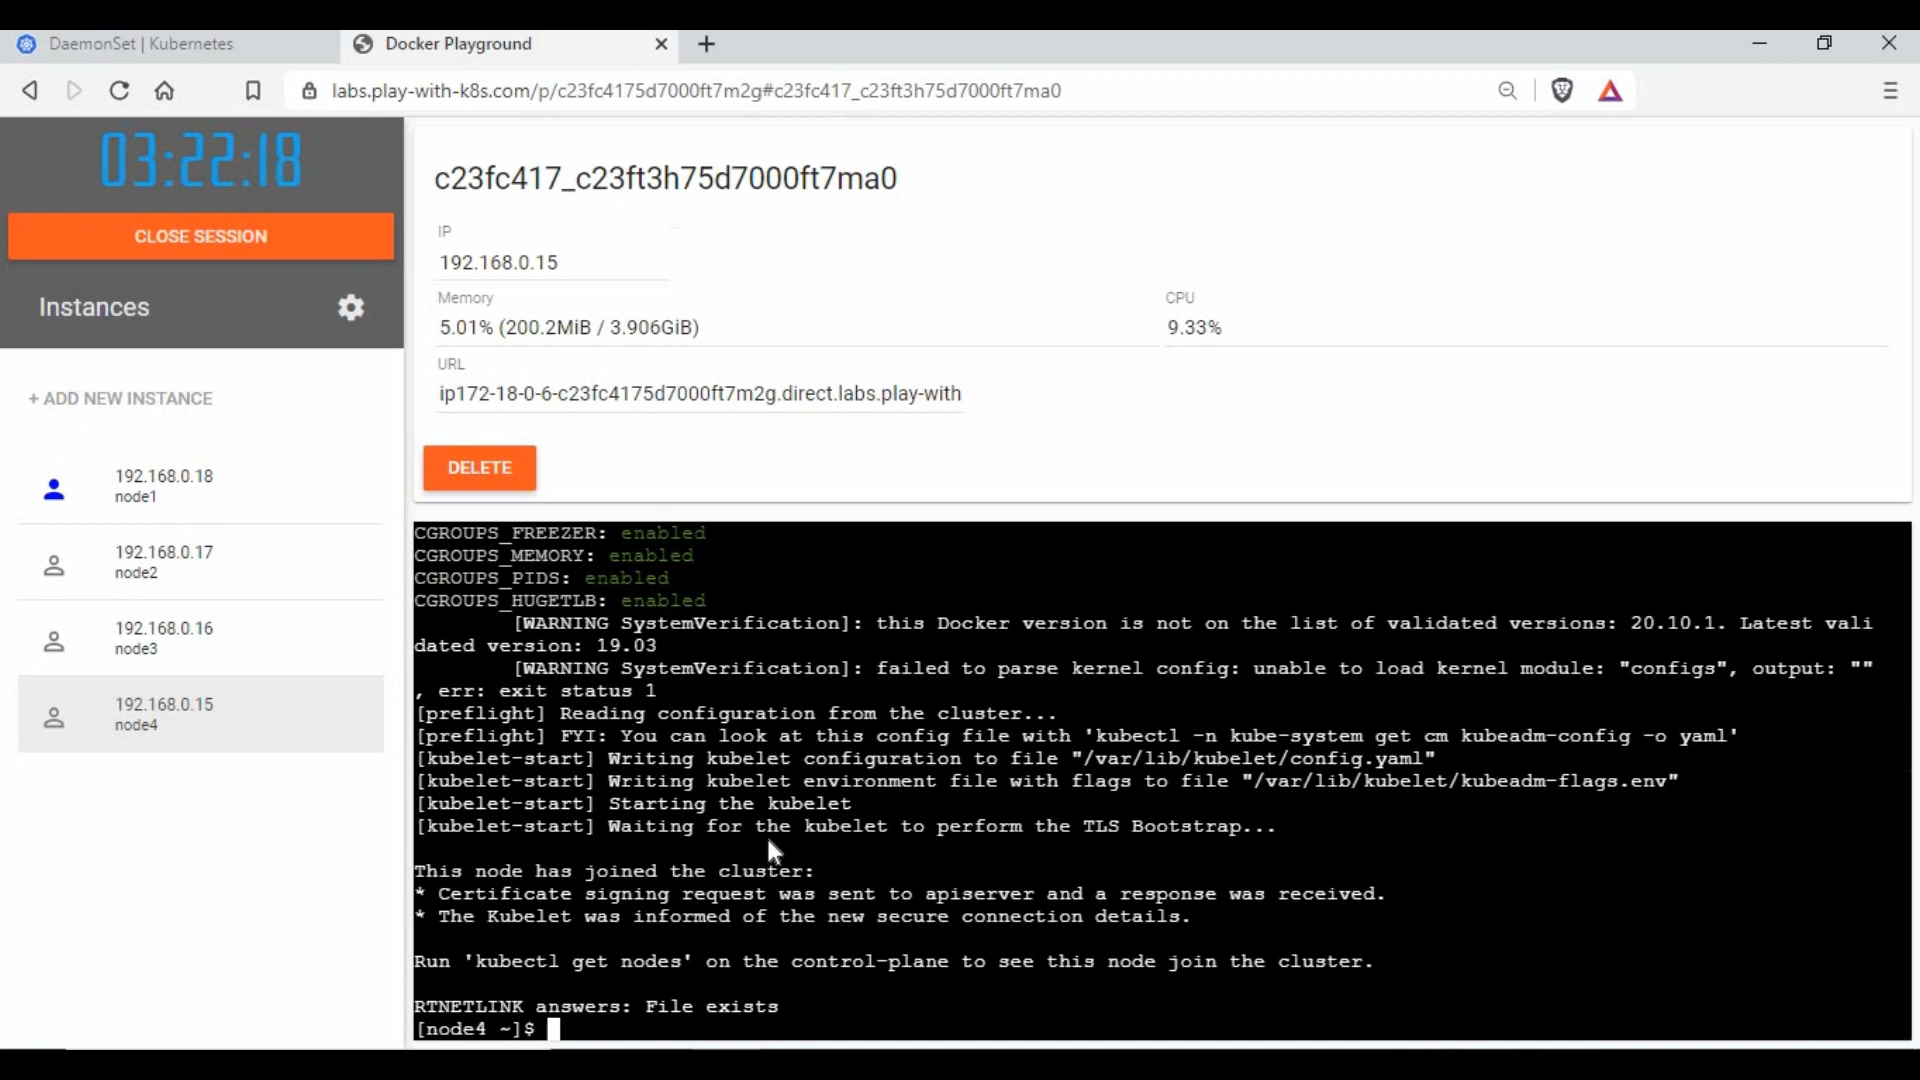 DaemonSet | Kubernetes
Docker Playground
labs.play-with-k8s.com/p/c23fc4175d7000ft7m2g#c23fc417_c23ft3h75d7000ft7ma0
03:22:18
CLOSE SESSION
Instances
+ ADD NEW INSTANCE
192.168.0.18
node1
192.168.0.17
node2
192.168.0.16
node3
192.168.0.15
node4
c23fc417_c23ft3h75d7000ft7ma0
IP
192.168.0.15
Memory
5.01% (200.2MiB / 3.906GiB)
CPU
9.33%
URL
ip172-18-0-6-c23fc4175d7000ft7m2g.direct.labs.play-with
DELETE
CGROUPS_FREEZER: enabled
CGROUPS_MEMORY: enabled
CGROUPS_PIDS: enabled
CGROUPS_HUGETLB: enabled
[WARNING SystemVerification]: this Docker version is not on the list of validated versions: 20.10.1. Latest vali
dated version: 19.03
[WARNING SystemVerification]: failed to parse kernel config: unable to load kernel module: "configs", output: ""
, err: exit status 1
[preflight] Reading configuration from the cluster...
[preflight] FYI: You can look at this config file with 'kubectl -n kube-system get cm kubeadm-config -o yaml'
[kubelet-start] Writing kubelet configuration to file "/var/lib/kubelet/config.yaml"
[kubelet-start] Writing kubelet environment file with flags to file "/var/lib/kubelet/kubeadm-flags.env"
[kubelet-start] Starting the kubelet
[kubelet-start] Waiting for the kubelet to perform the TLS Bootstrap...
This node has joined the cluster:
* Certificate signing request was sent to apiserver and a response was received.
* The Kubelet was informed of the new secure connection details.
Run 'kubectl get nodes' on the control-plane to see this node join the cluster.
RTNETLINK answers: File exists
[node4 ~]$